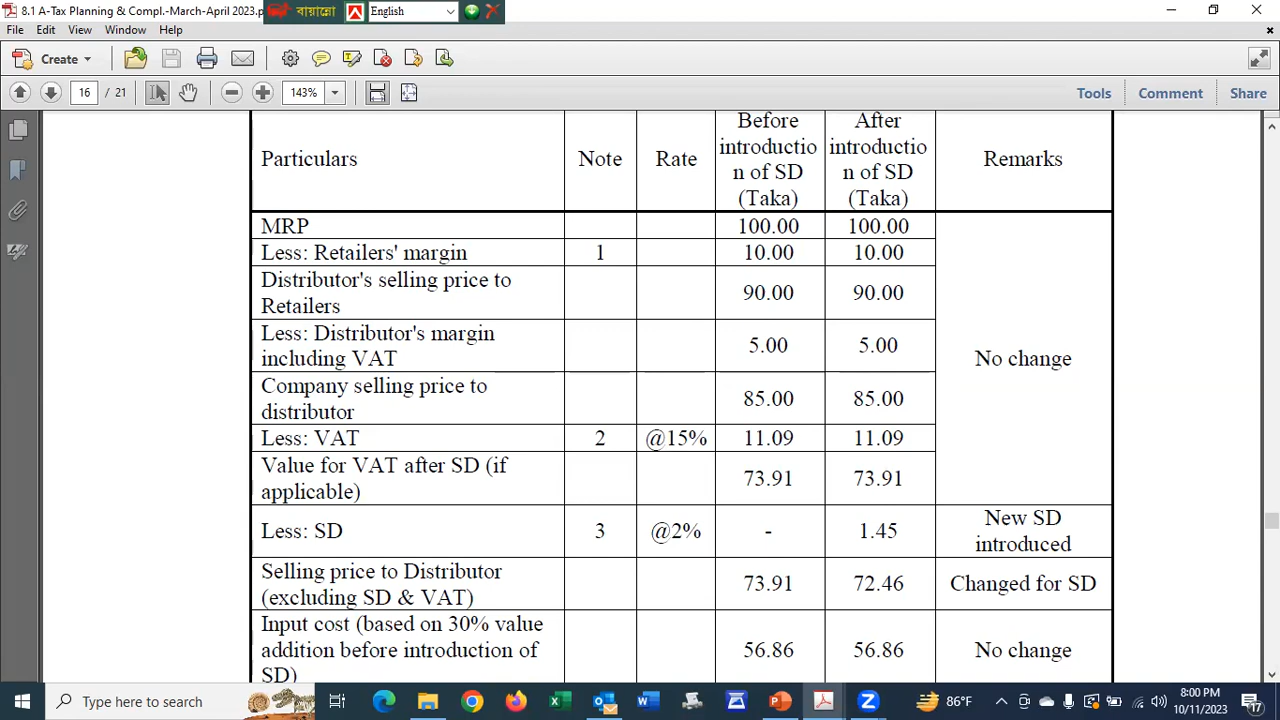 8.1 A-Tax Planning & Compl.-March-April 2023.p
বায়ান্নো
English
File Edit View Window Help
Create
16 / 21
143%
Tools Comment Share
Particulars Note Rate Before introductio n of SD (Taka) After introductio n of SD (Taka) Remarks
MRP 100.00 100.00
Less: Retailers' margin 1 10.00 10.00
Distributor's selling price to
Retailers 90.00 90.00
Less: Distributor's margin
including VAT 5.00 5.00
No change
Company selling price to
distributor 85.00 85.00
Less: VAT 2 @15% 11.09 11.09
Value for VAT after SD (if
applicable) 73.91 73.91
Less: SD 3 @2% - 1.45 New SD introduced
Selling price to Distributor
(excluding SD & VAT) 73.91 72.46 Changed for SD
Input cost (based on 30% value
addition before introduction of
SD) 56.86 56.86 No change
Type here to search
86°F
8:00 PM
10/11/2023
17